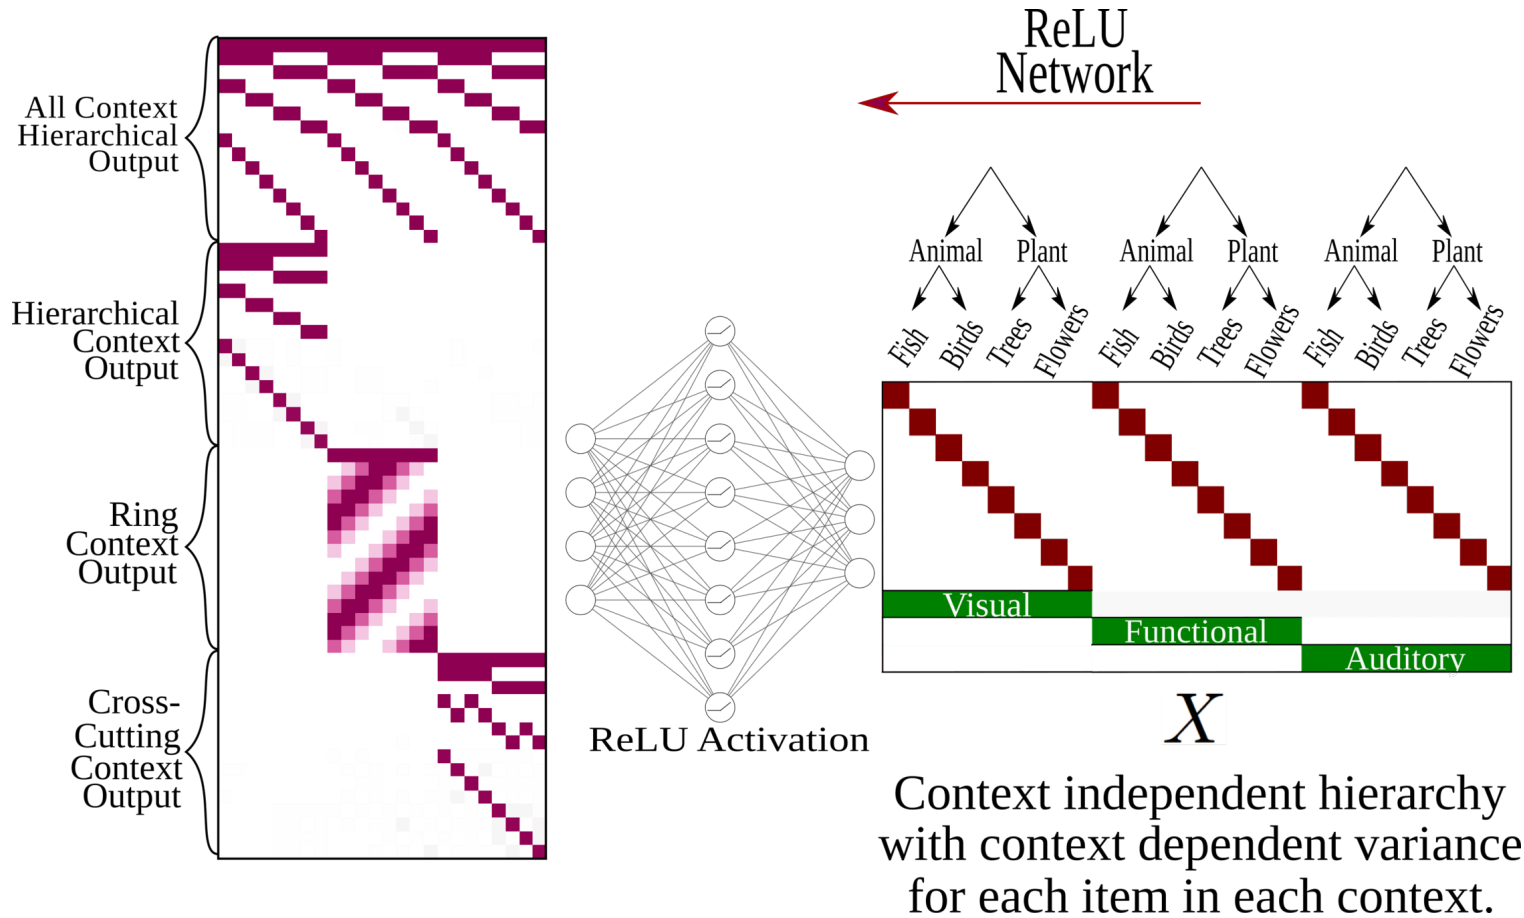 ReLU
Network
All Context
Hierarchical
Output
Hierarchical
Context
Output
Ring
Context
Output
Cross-
Cutting
Context
Output
ReLU Activation
Animal Plant Animal Plant Animal Plant
Fish Birds Trees Flowers Fish Birds Trees Flowers Fish Birds Trees Flowers
Visual
Functional
Auditory
X
Context independent hierarchy
with context dependent variance
for each item in each context.